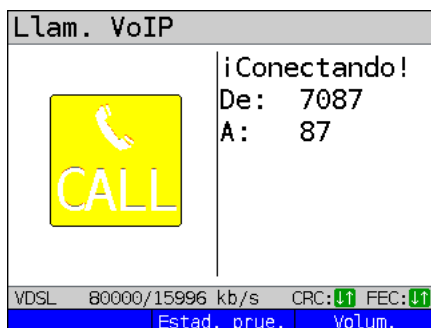 Llam. VoIP
¡Conectando!
De: 7087
A: 87
CALL
VDSL 80000/15996 kb/s CRC:↓↑ FEC:↓↑
Estad. prue. Volum.